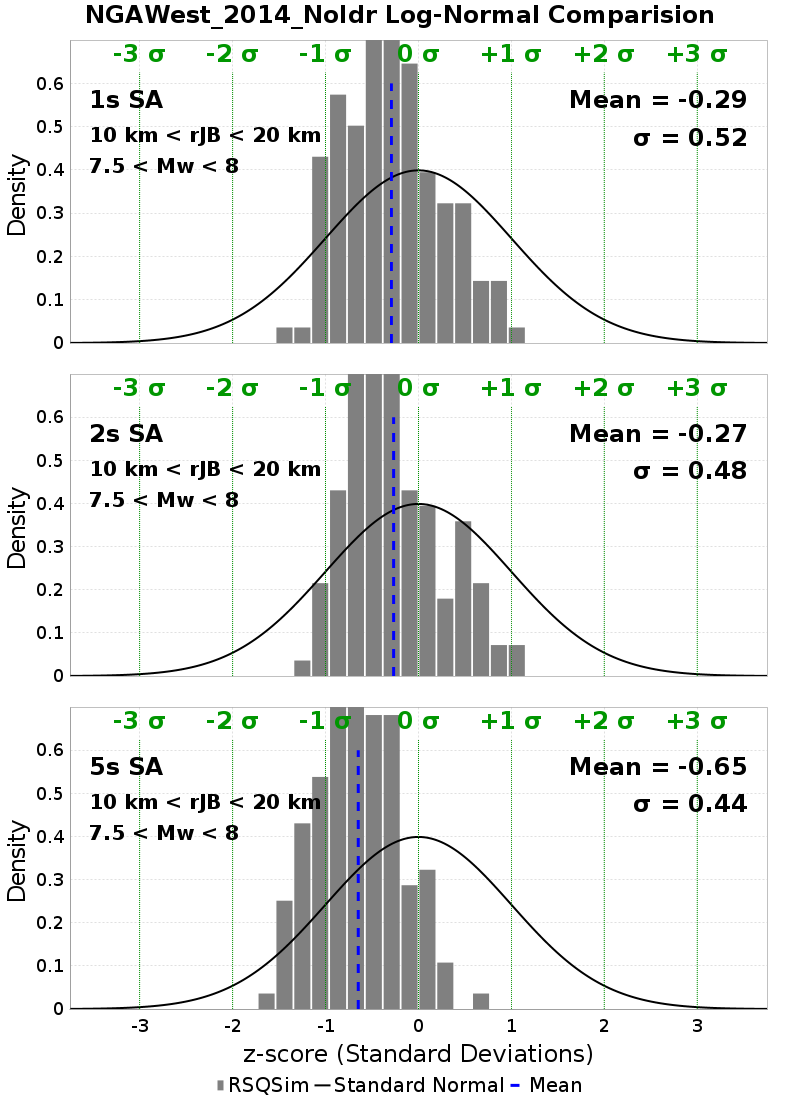 NGAWest_2014_NoIdr Log-Normal Comparision
-3 σ -2 σ -1 σ 0 σ +1 σ +2 σ +3 σ
1s SA Mean = -0.29
10 km < rJB < 20 km σ = 0.52
7.5 < Mw < 8
Density
0.6
0.5
0.4
0.3
0.2
0.1
0
-3 σ -2 σ -1 σ 0 σ +1 σ +2 σ +3 σ
2s SA Mean = -0.27
10 km < rJB < 20 km σ = 0.48
7.5 < Mw < 8
Density
0.6
0.5
0.4
0.3
0.2
0.1
0
-3 σ -2 σ -1 σ 0 σ +1 σ +2 σ +3 σ
5s SA Mean = -0.65
10 km < rJB < 20 km σ = 0.44
7.5 < Mw < 8
Density
0.6
0.5
0.4
0.3
0.2
0.1
0
-3 -2 -1 0 1 2 3
z-score (Standard Deviations)
RSQSim Standard Normal Mean